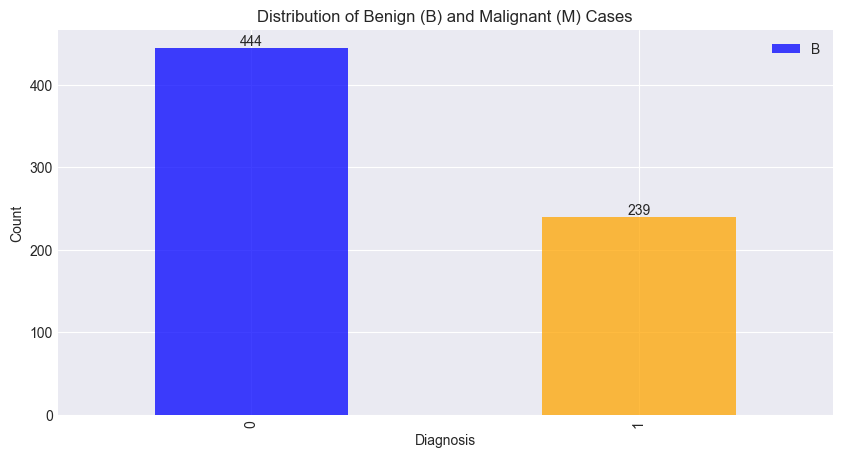 Distribution of Benign (B) and Malignant (M) Cases
444
B
400
300
239
200
100
0
Count
0
1
Diagnosis